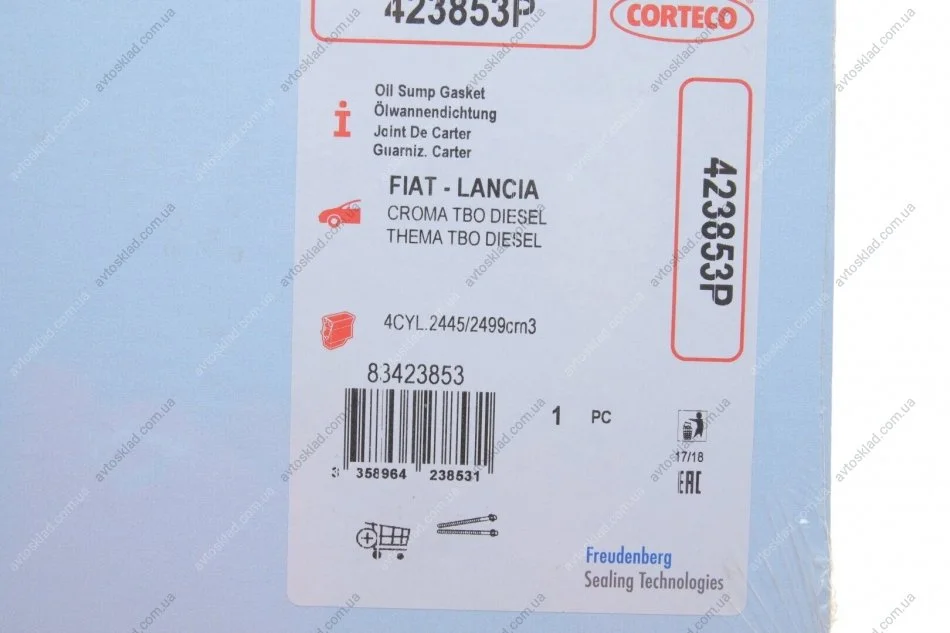 423853P
CORTECO
Oil Sump Gasket
Ölwannendichtung
Joint De Carter
Guarniz. Carter
FIAT - LANCIA
CROMA TBO DIESEL
THEMA TBO DIESEL
423853P
4CYL.2445/2499cm3
83423853
1 PC
3 358964 238531
17/18
EAC
Freudenberg
Sealing Technologies
avtosklad.com.ua